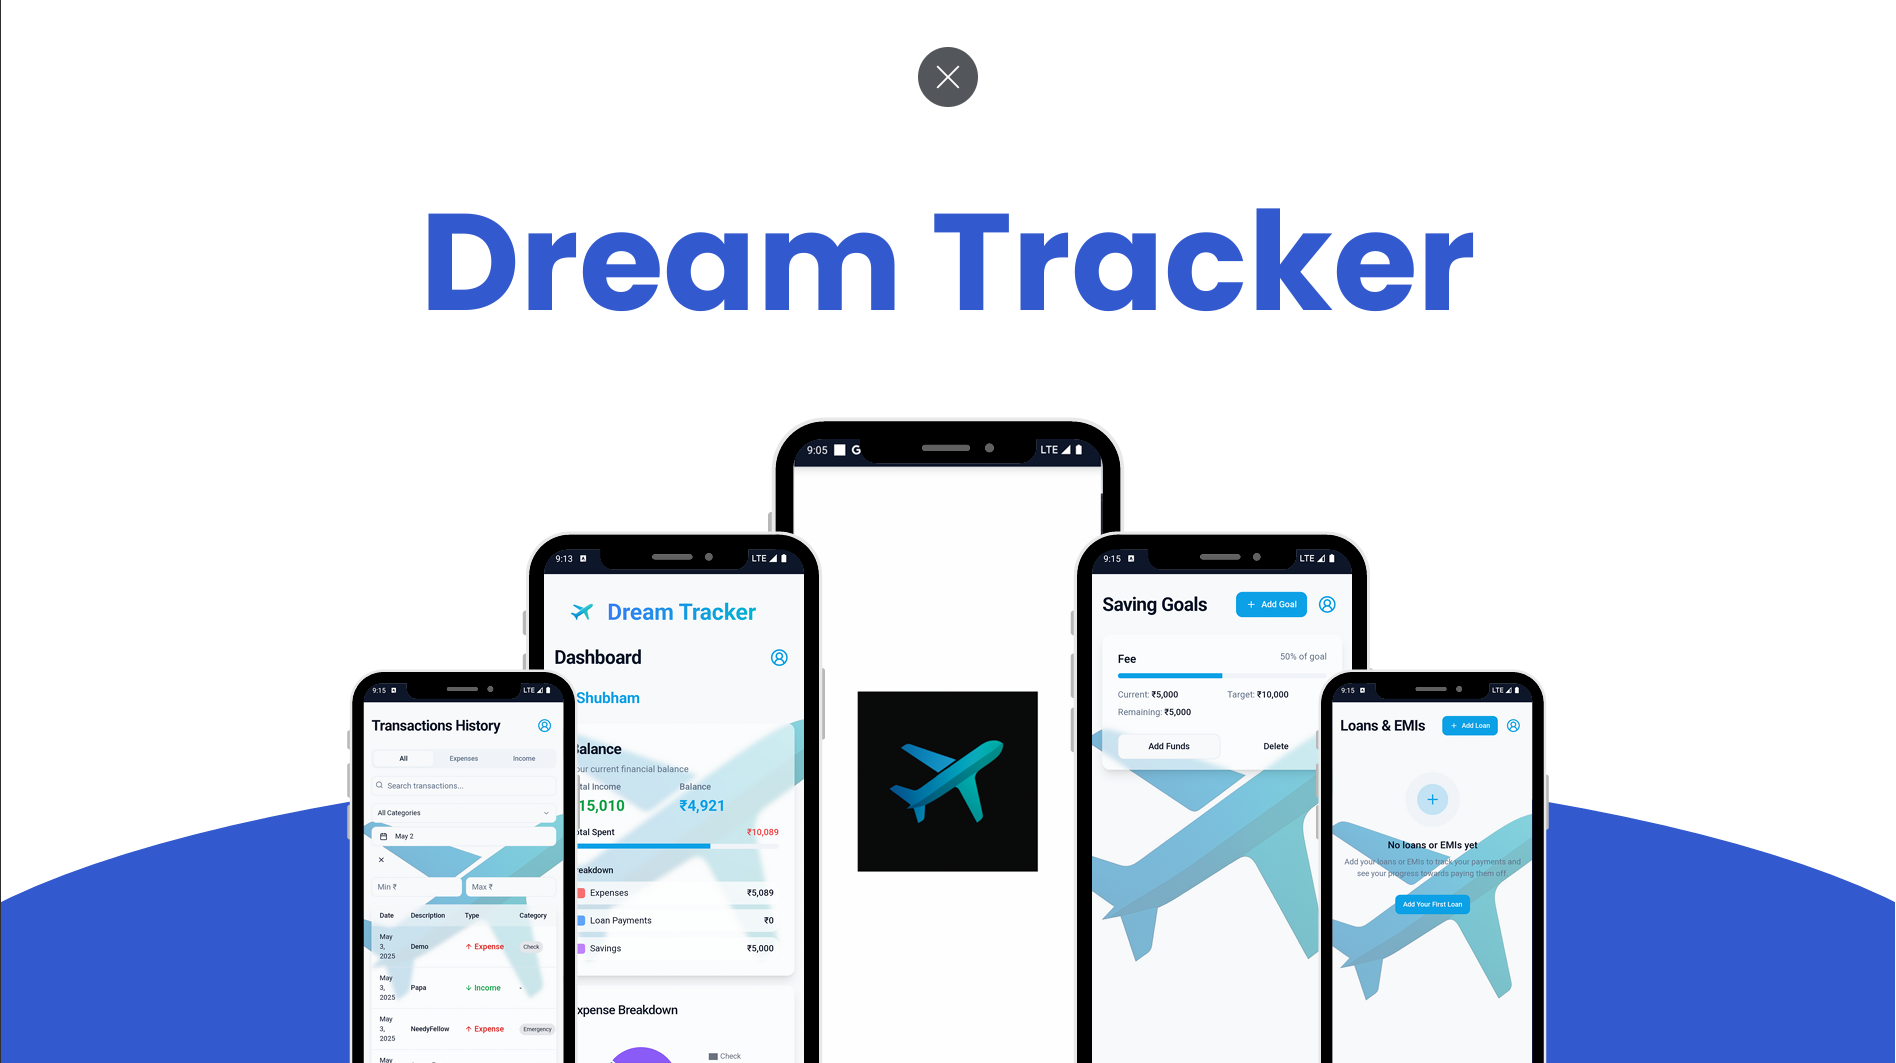 Dream Tracker
9:05 G LTE
9:13 LTE
Dream Tracker
Dashboard
Shubham
Balance
our current financial balance
tal Income Balance
15,010 ₹4,921
otal Spent ₹10,089
eakdown
Expenses ₹5,089
Loan Payments ₹0
Savings ₹5,000
xpense Breakdown
Check
9:15 LTE
Saving Goals
+ Add Goal
Fee 50% of goal
Current: ₹5,000 Target: ₹10,000
Remaining: ₹5,000
Add Funds Delete
9:15 LTE
Transactions History
All Expenses Income
Search transactions...
All Categories
May 2
Min ₹ Max ₹
Date Description Type Category
May 3, 2025 Demo ↑ Expense Check
May 3, 2025 Papa ↓ Income -
May 3, 2025 NeedyFellow ↑ Expense Emergency
May
9:15 LTE
Loans & EMIs
+ Add Loan
No loans or EMIs yet
Add your loans or EMIs to track your payments and
see your progress towards paying them off.
Add Your First Loan